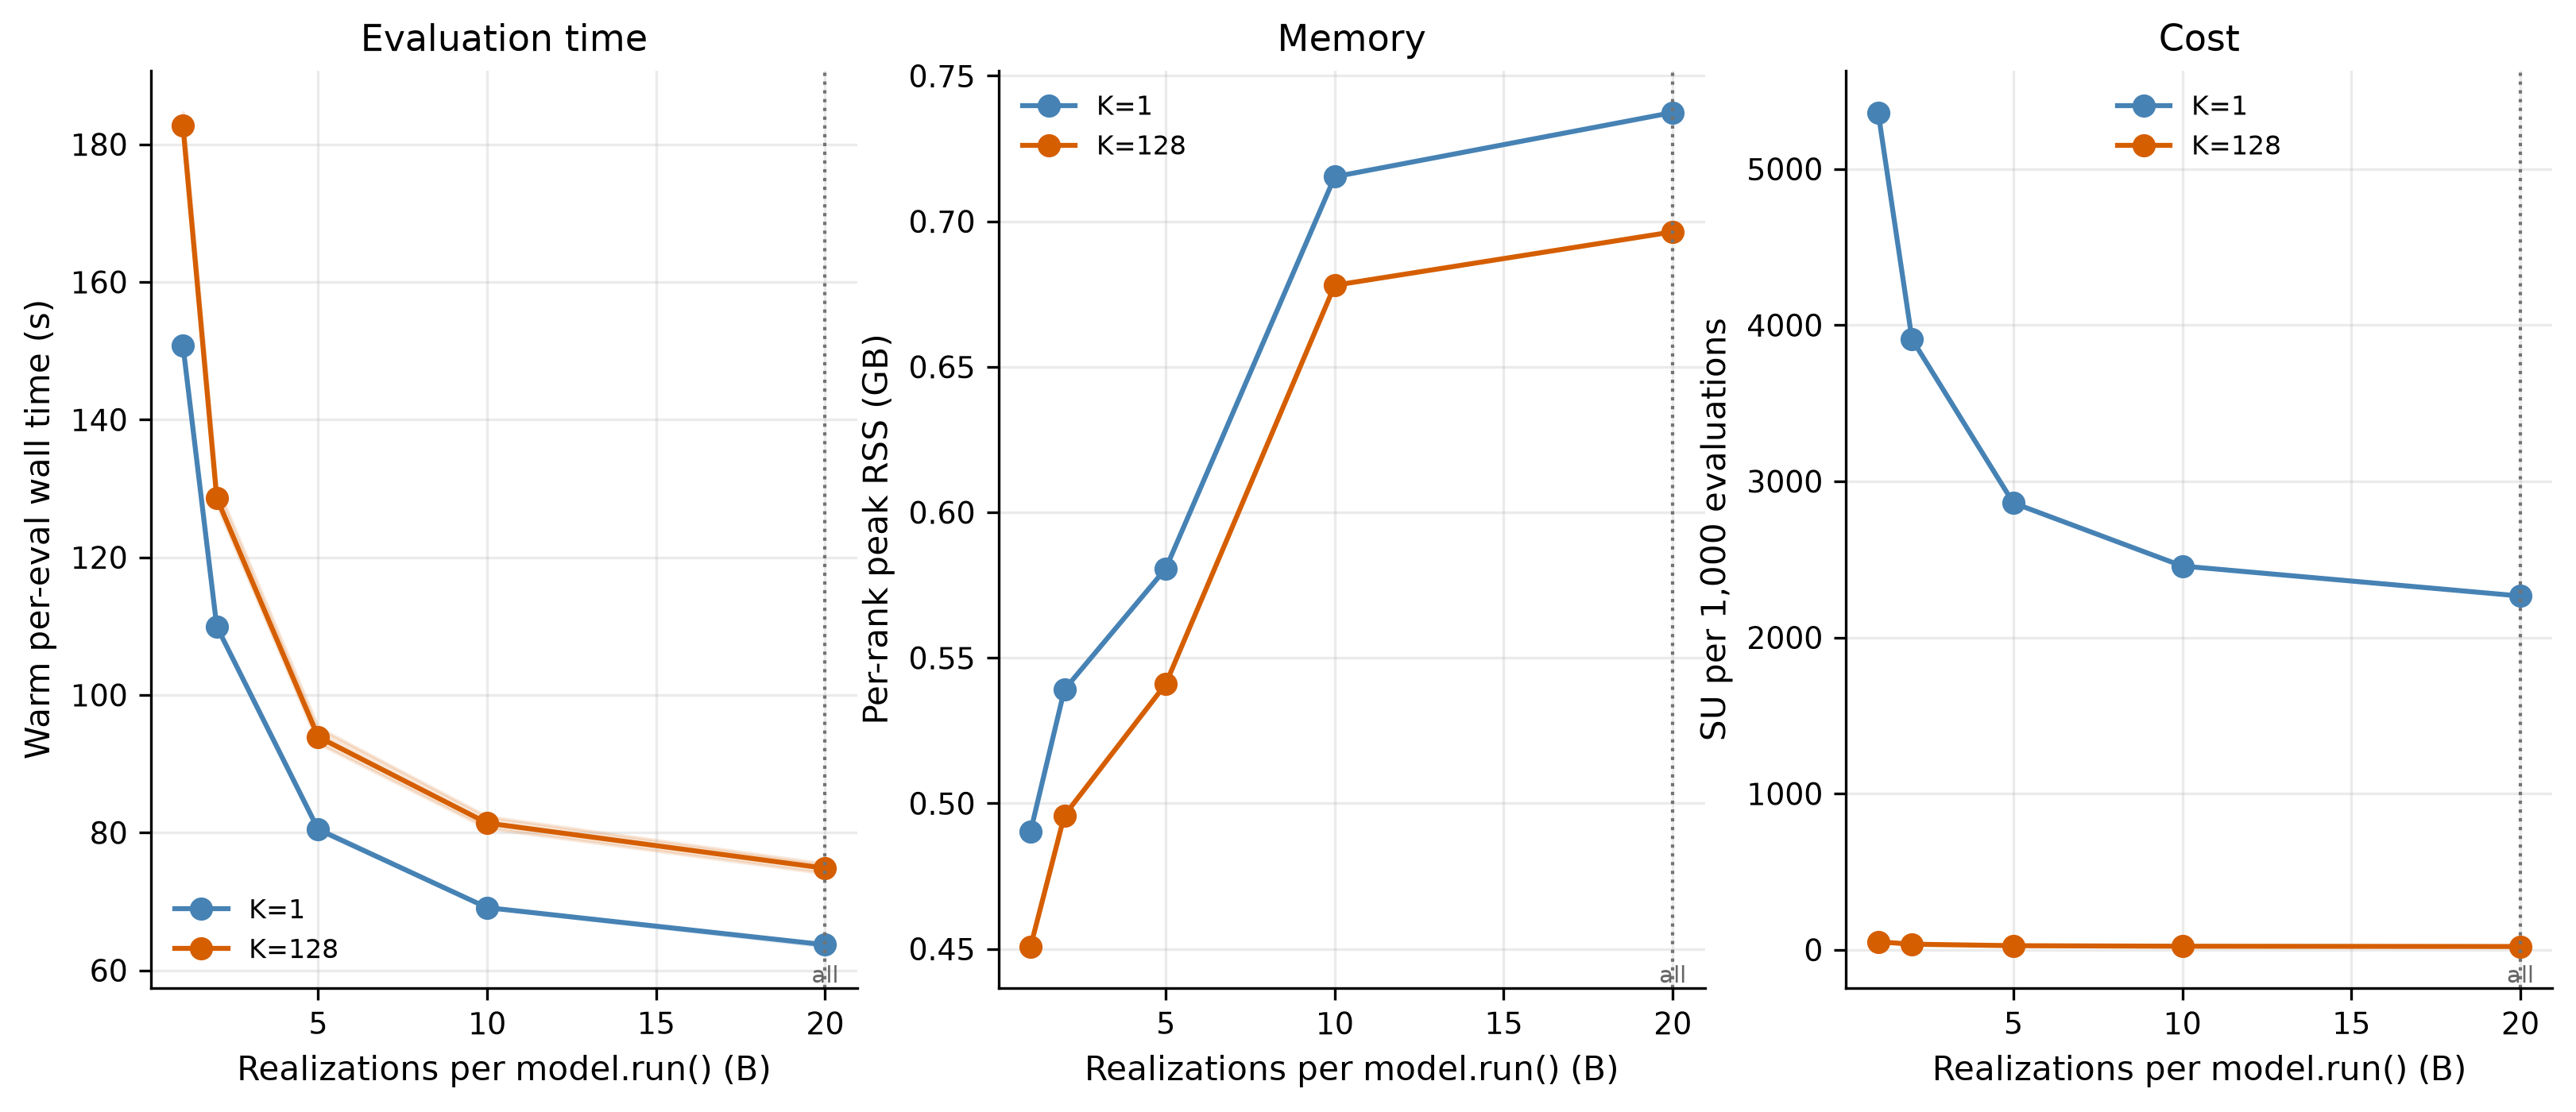 Evaluation time
Warm per-eval wall time (s)
180
160
140
120
100
80
60
K=1
K=128
all
5
10
15
20
Realizations per model.run() (B)
Memory
Per-rank peak RSS (GB)
0.75
0.70
0.65
0.60
0.55
0.50
0.45
K=1
K=128
all
5
10
15
20
Realizations per model.run() (B)
Cost
SU per 1,000 evaluations
5000
4000
3000
2000
1000
0
K=1
K=128
all
5
10
15
20
Realizations per model.run() (B)